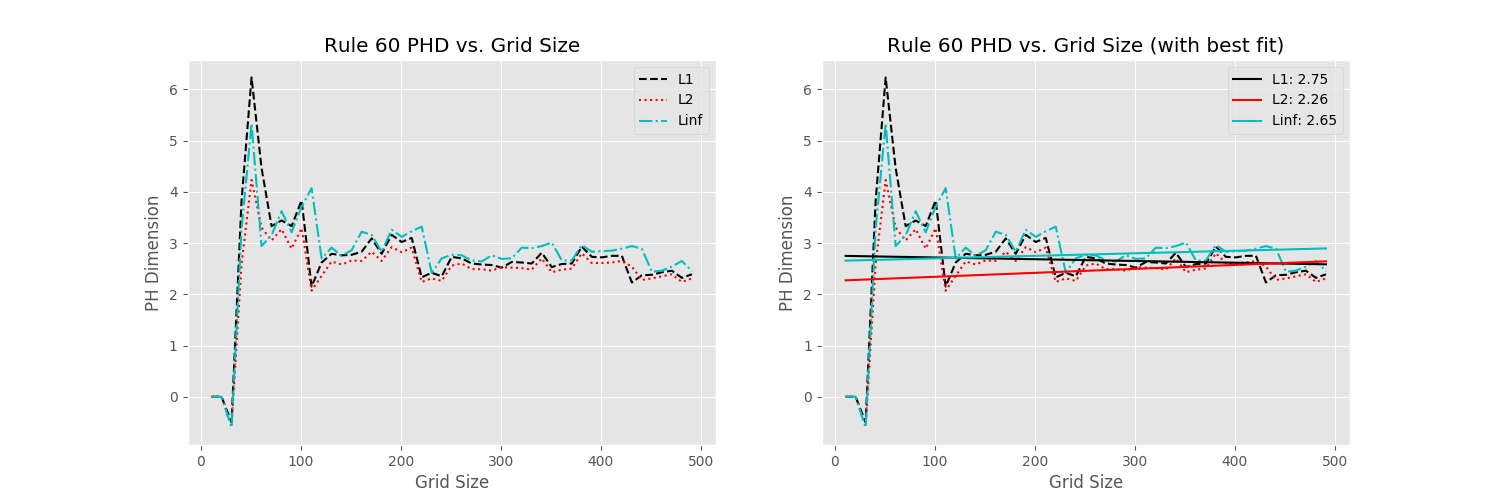 Rule 60 PHD vs. Grid Size
L1
L2
Linf
PH Dimension
6
5
4
3
2
1
0
0 100 200 300 400 500
Grid Size
Rule 60 PHD vs. Grid Size (with best fit)
L1: 2.75
L2: 2.26
Linf: 2.65
PH Dimension
6
5
4
3
2
1
0
0 100 200 300 400 500
Grid Size